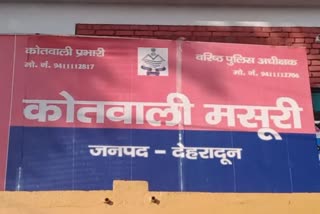 कोतवाली प्रभारी
मो. नं. 9411112817
वरिष्ठ पुलिस अधीक्षक
मो. नं. 9411112706
कोतवाली मसूरी
जनपद - देहरादून